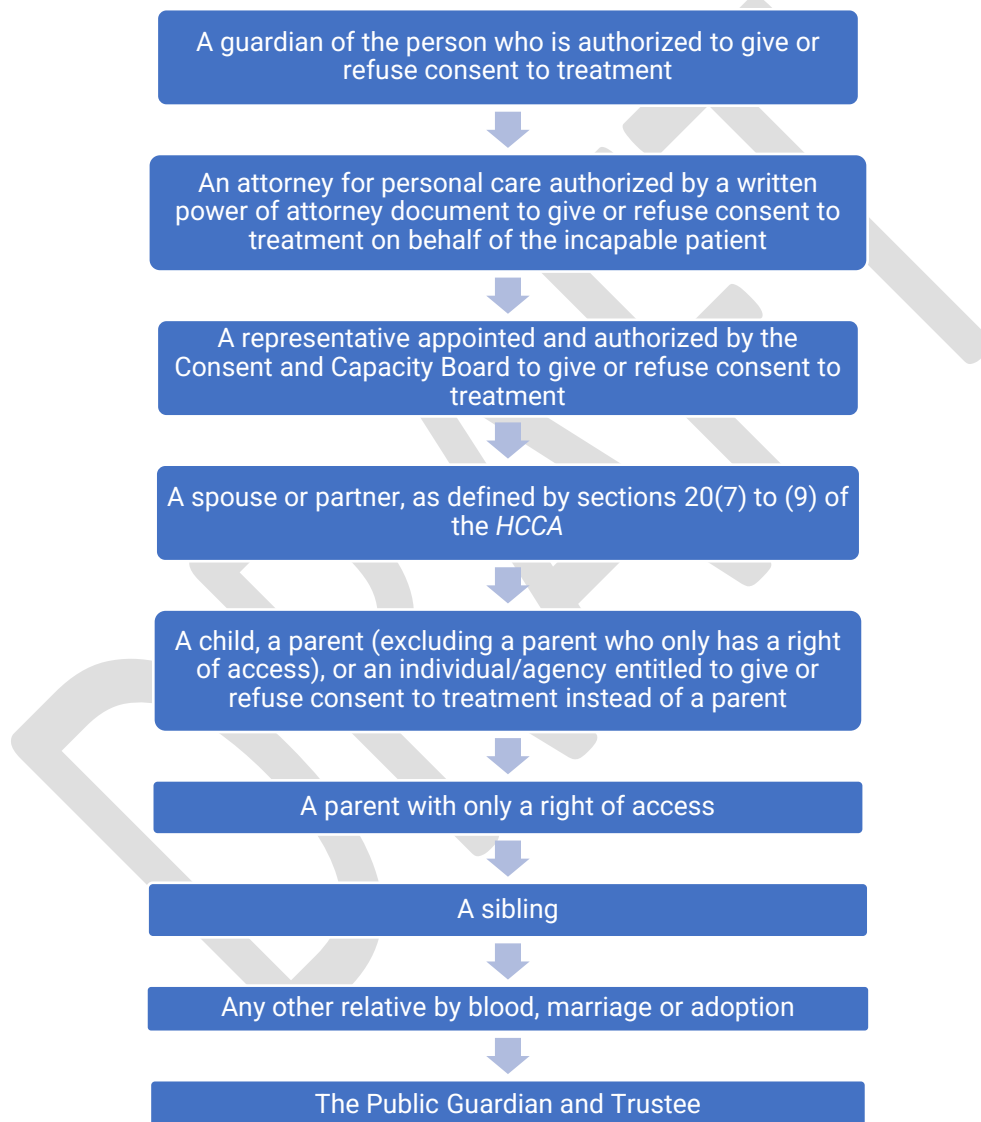 A guardian of the person who is authorized to give or
refuse consent to treatment
An attorney for personal care authorized by a written
power of attorney document to give or refuse consent to
treatment on behalf of the incapable patient
A representative appointed and authorized by the
Consent and Capacity Board to give or refuse consent to
treatment
A spouse or partner, as defined by sections 20(7) to (9) of
the HCCA
A child, a parent (excluding a parent who only has a right
of access), or an individual/agency entitled to give or
refuse consent to treatment instead of a parent
A parent with only a right of access
A sibling
Any other relative by blood, marriage or adoption
The Public Guardian and Trustee